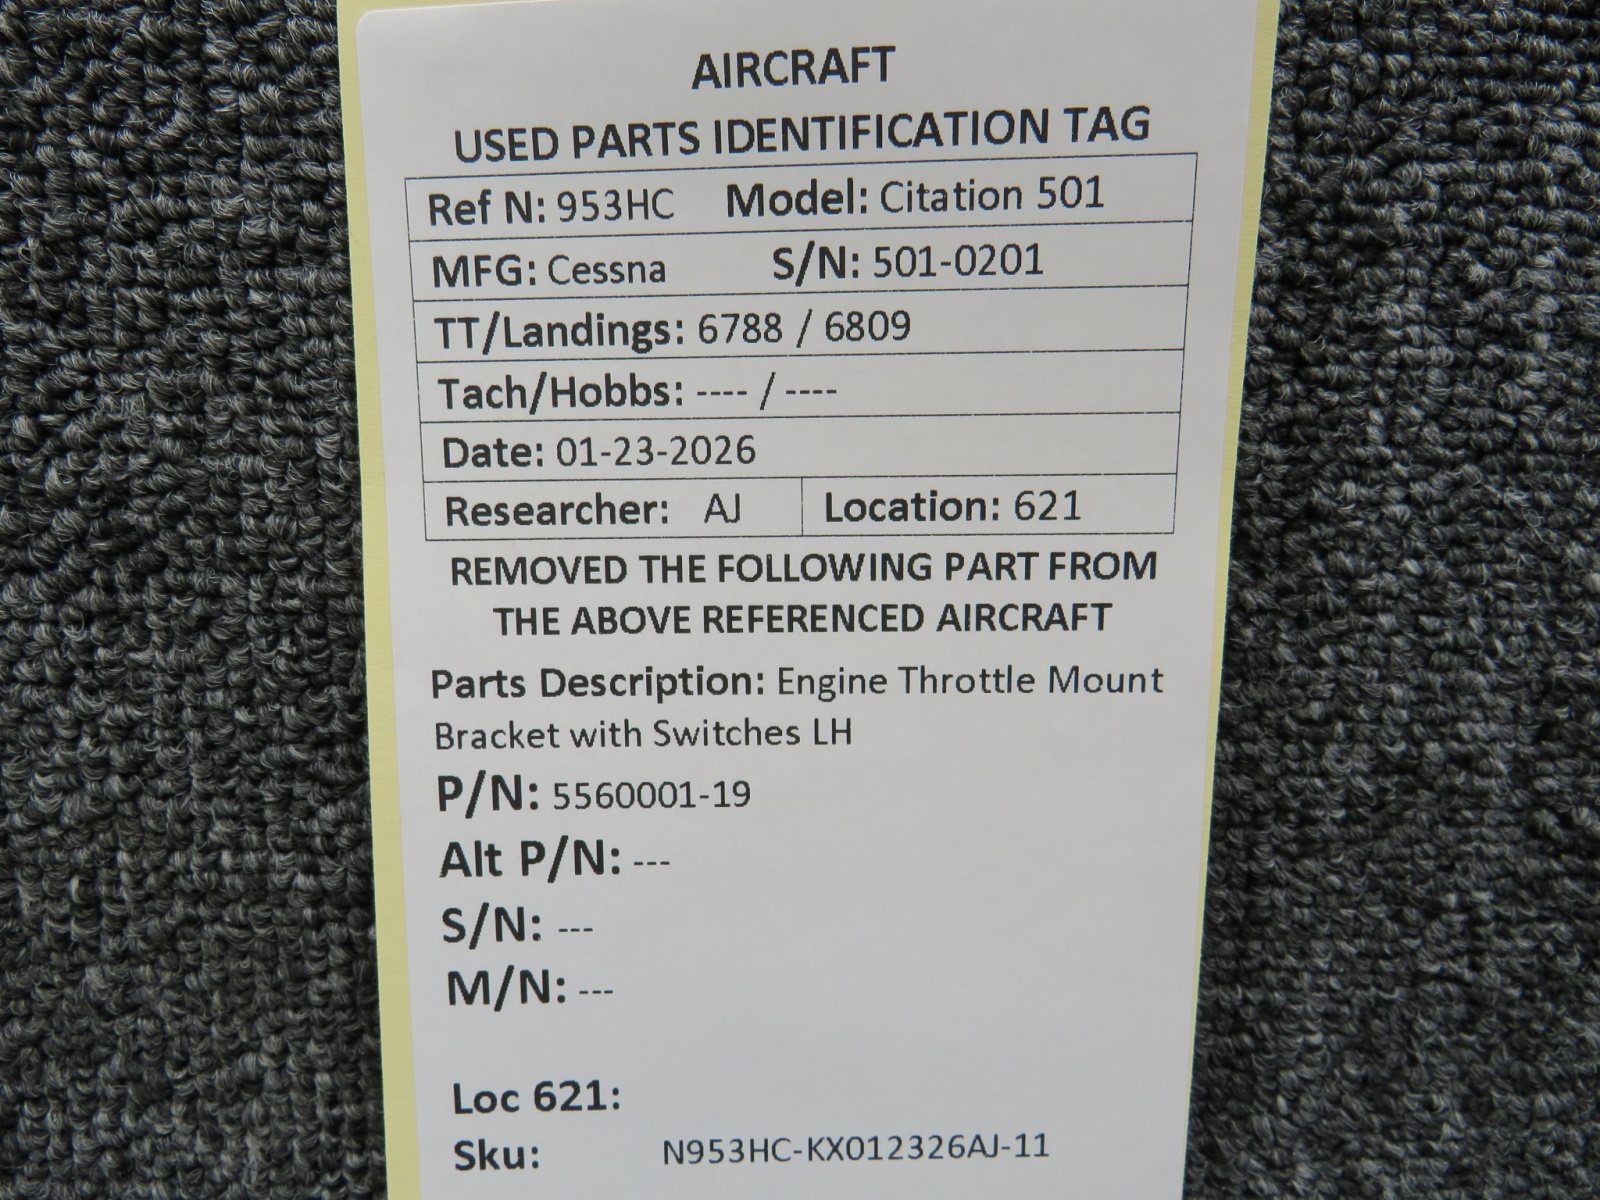 AIRCRAFT
USED PARTS IDENTIFICATION TAG
Ref N: 953HC Model: Citation 501
MFG: Cessna S/N: 501-0201
TT/Landings: 6788 / 6809
Tach/Hobbs: ---- / ----
Date: 01-23-2026
Researcher: AJ Location: 621
REMOVED THE FOLLOWING PART FROM
THE ABOVE REFERENCED AIRCRAFT
Parts Description: Engine Throttle Mount
Bracket with Switches LH
P/N: 5560001-19
Alt P/N: ---
S/N: ---
M/N: ---
Loc 621:
Sku: N953HC-KX012326AJ-11